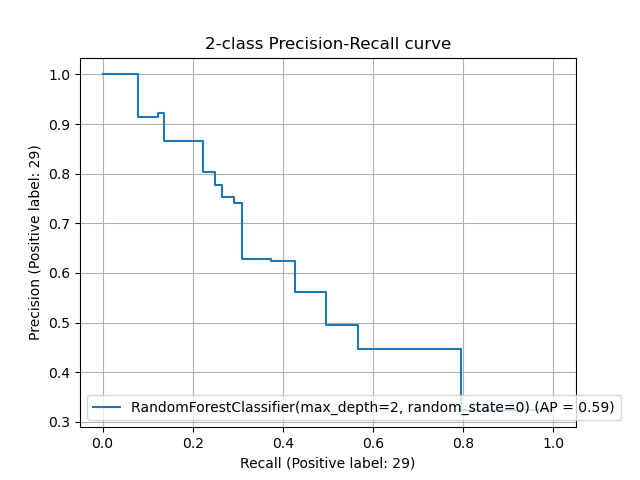 2-class Precision-Recall curve
1.0
0.9
0.8
0.7
0.6
0.5
0.4
0.3
Precision (Positive label: 29)
RandomForestClassifier(max_depth=2, random_state=0) (AP = 0.59)
0.0 0.2 0.4 0.6 0.8 1.0
Recall (Positive label: 29)